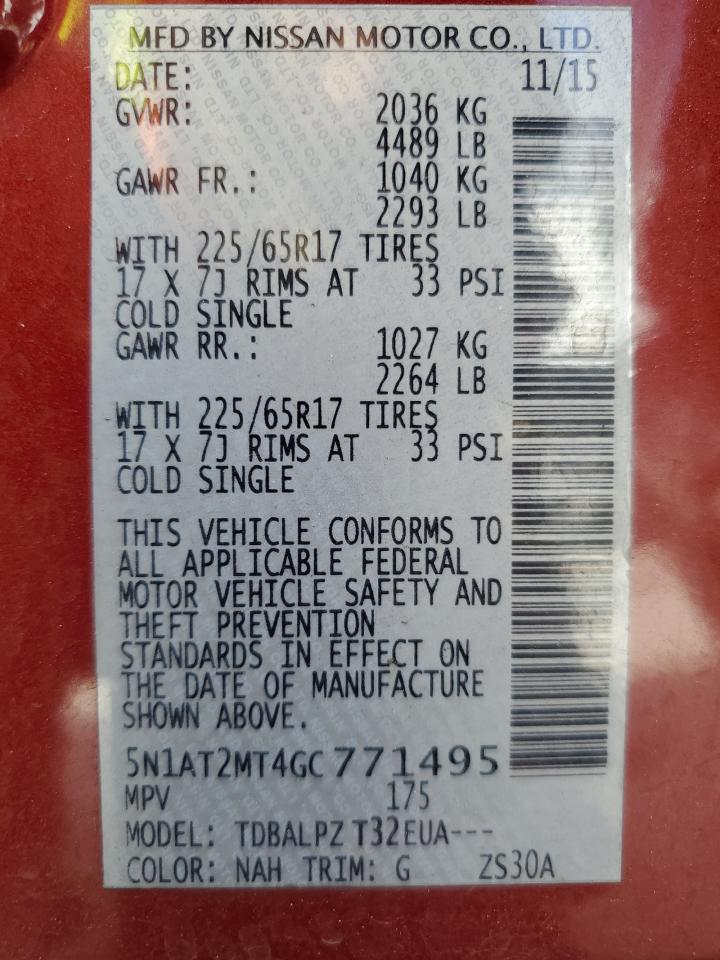 MFD BY NISSAN MOTOR CO., LTD.
DATE: 11/15
GVWR: 2036 KG
4489 LB
GAWR FR.: 1040 KG
2293 LB
WITH 225/65R17 TIRES
17 X 7J RIMS AT 33 PSI
COLD SINGLE
GAWR RR.: 1027 KG
2264 LB
WITH 225/65R17 TIRES
17 X 7J RIMS AT 33 PSI
COLD SINGLE
THIS VEHICLE CONFORMS TO
ALL APPLICABLE FEDERAL
MOTOR VEHICLE SAFETY AND
THEFT PREVENTION
STANDARDS IN EFFECT ON
THE DATE OF MANUFACTURE
SHOWN ABOVE.
5N1AT2MT4GC771495
MPV 175
MODEL: TDBALPZ T32EUA---
COLOR: NAH TRIM: G ZS30A